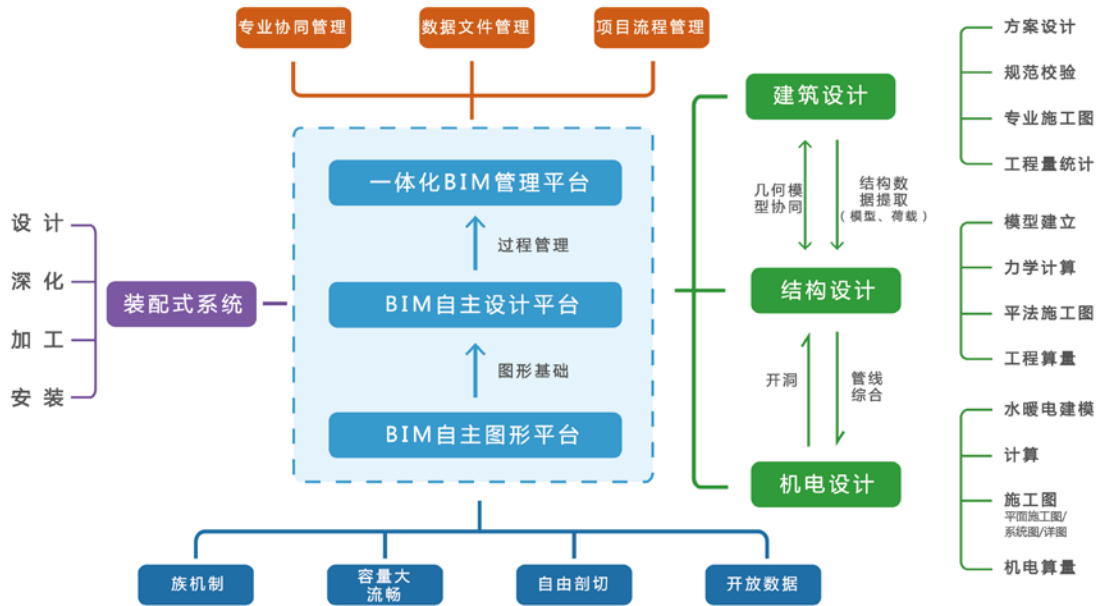 专业协同管理
数据文件管理
项目流程管理
一体化BIM管理平台
过程管理
BIM自主设计平台
图形基础
BIM自主图形平台
设计
深化
加工
安装
装配式系统
族机制
容量大
流畅
自由剖切
开放数据
建筑设计
几何模
型协同
结构数
据提取
（模型、荷载）
结构设计
开洞
管线
综合
机电设计
方案设计
规范校验
专业施工图
工程量统计
模型建立
力学计算
平法施工图
工程算量
水暖电建模
计算
施工图
平面施工图/
系统图/详图
机电算量